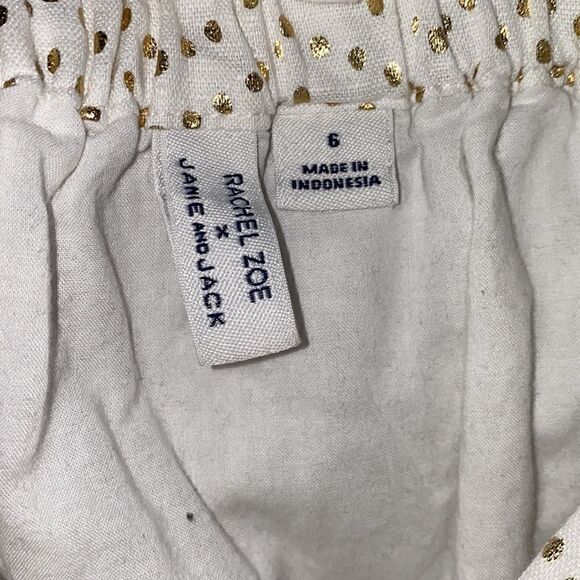 RACHEL ZOE
X
JANIE AND JACK
6
MADE IN
INDONESIA